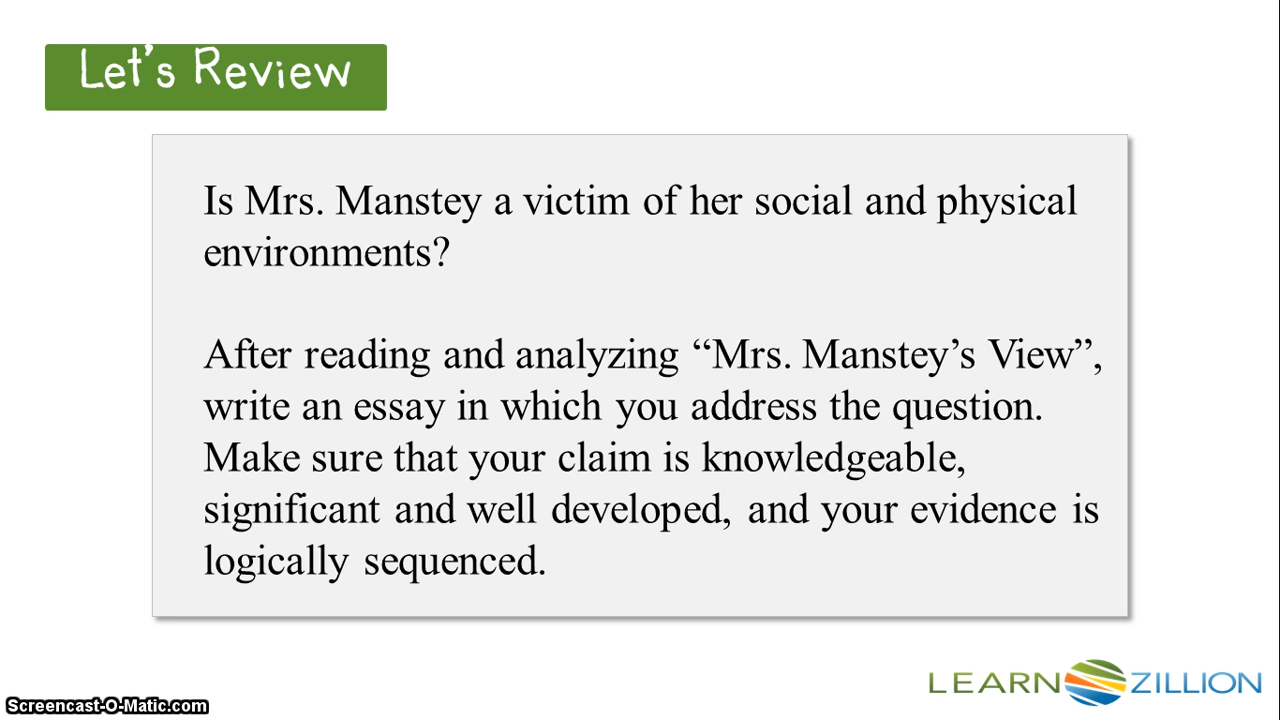 Let's Review
Is Mrs. Manstey a victim of her social and physical
environments?
After reading and analyzing “Mrs. Manstey’s View”,
write an essay in which you address the question.
Make sure that your claim is knowledgeable,
significant and well developed, and your evidence is
logically sequenced.
LEARN ZILLION
Screencast-O-Matic.com